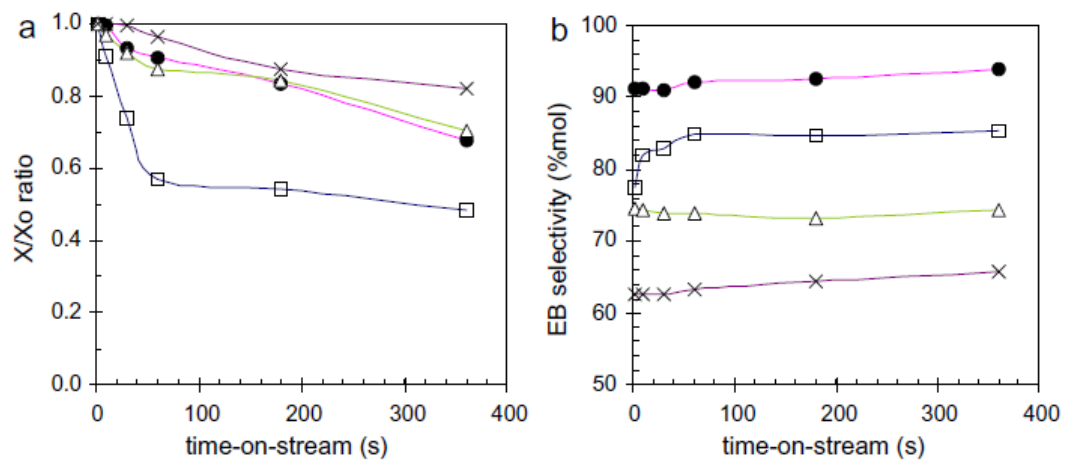 a
X/Xo ratio
1.0
0.8
0.6
0.4
0.2
0.0
0 100 200 300 400
time-on-stream (s)
b
EB selectivity (%mol)
100
90
80
70
60
50
0 100 200 300 400
time-on-stream (s)